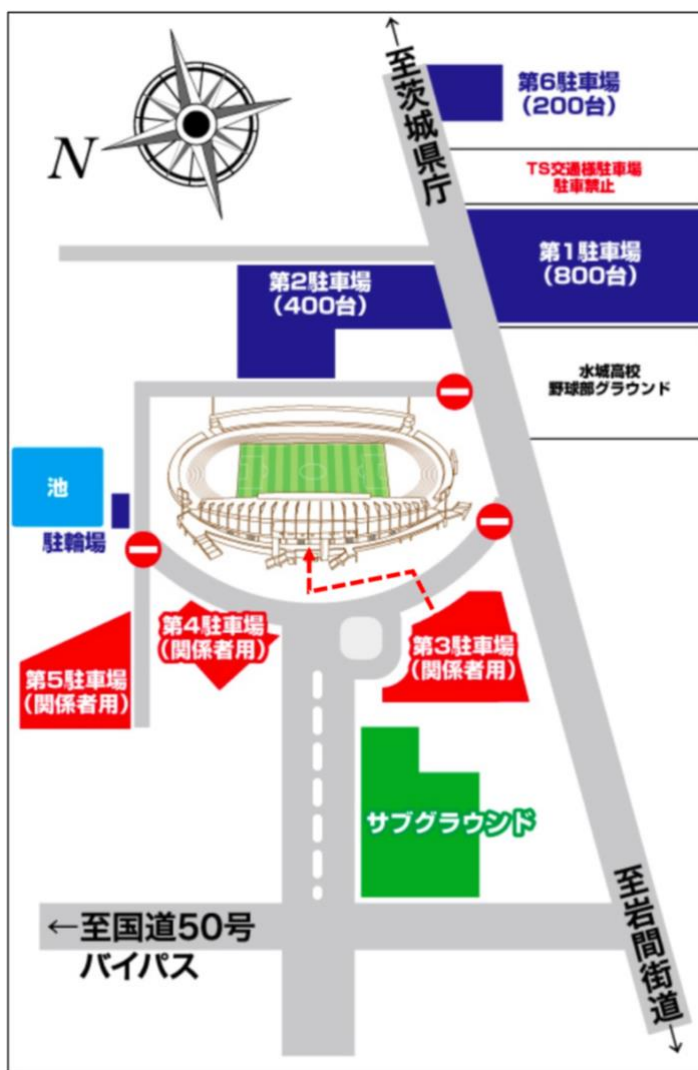 ←至茨城県庁
第6駐車場
(200台)
N
TS交通様駐車場
駐車禁止
第1駐車場
(800台)
第2駐車場
(400台)
水城高校
野球部グラウンド
池
駐輪場
第4駐車場
(関係者用)
第3駐車場
(関係者用)
第5駐車場
(関係者用)
サブグラウンド
←至国道50号
バイパス
至岩間街道→